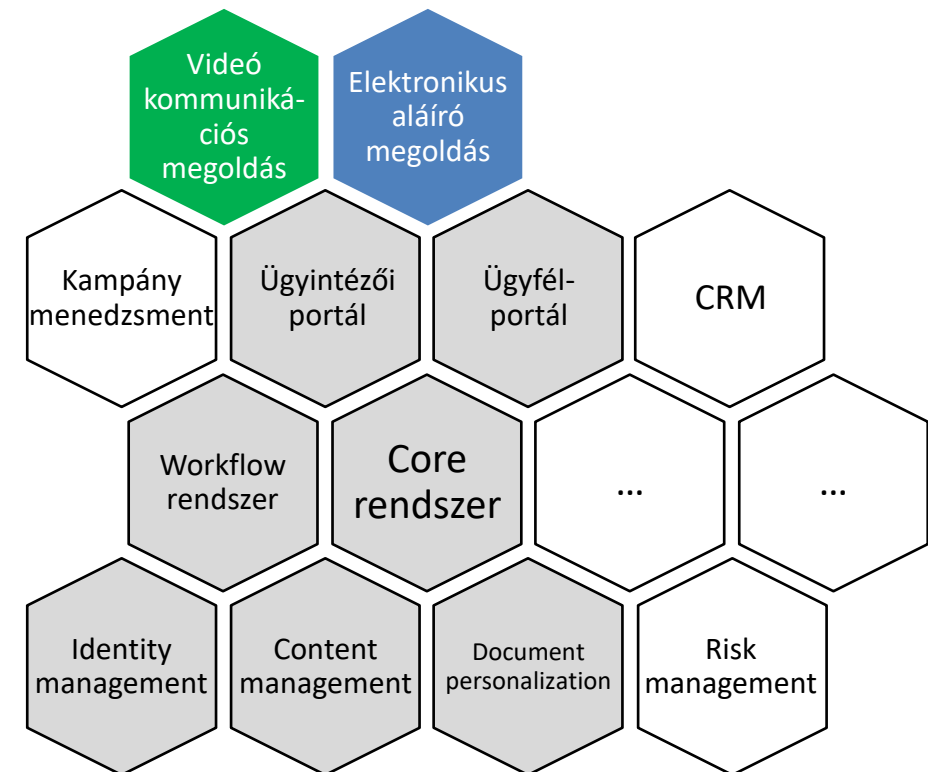 Videó
kommuniká-
ciós
megoldás
Elektronikus
aláíró
megoldás
Kampány
menedzsment
Ügyintézői
portál
Ügyfél-
portál
CRM
Workflow
rendszer
Core
rendszer
...
...
Identity
management
Content
management
Document
personalization
Risk
management